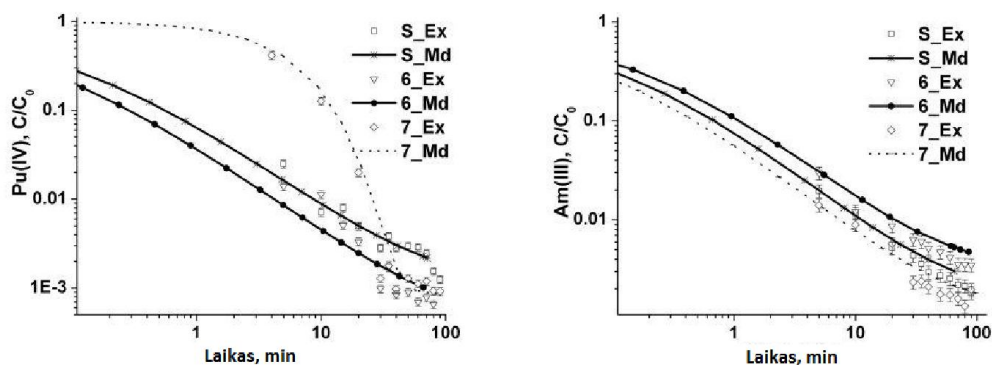 Pu(IV), C/C₀
1
0.1
0.01
1E-3
1
10
100
Laikas, min
S_Ex
S_Md
6_Ex
6_Md
7_Ex
7_Md
Am(III), C/C₀
1
0.1
0.01
1
10
100
Laikas, min
S_Ex
S_Md
6_Ex
6_Md
7_Ex
7_Md